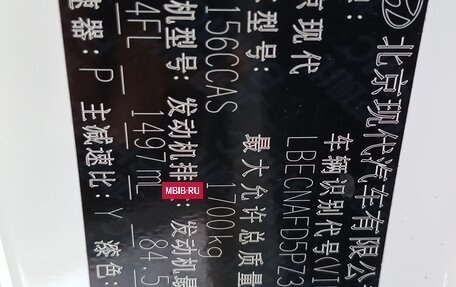 北京现代汽车有限公
车辆识别代号(VI
LBECNAFD5PZ3
京现代
最大允许总质量
型号:
1700kg
156CCAS
机型号: 发动机排
发动机最
4FL
1497mL
84.5
速器: P 主减速比: Y 漆色:
MBIB.RU